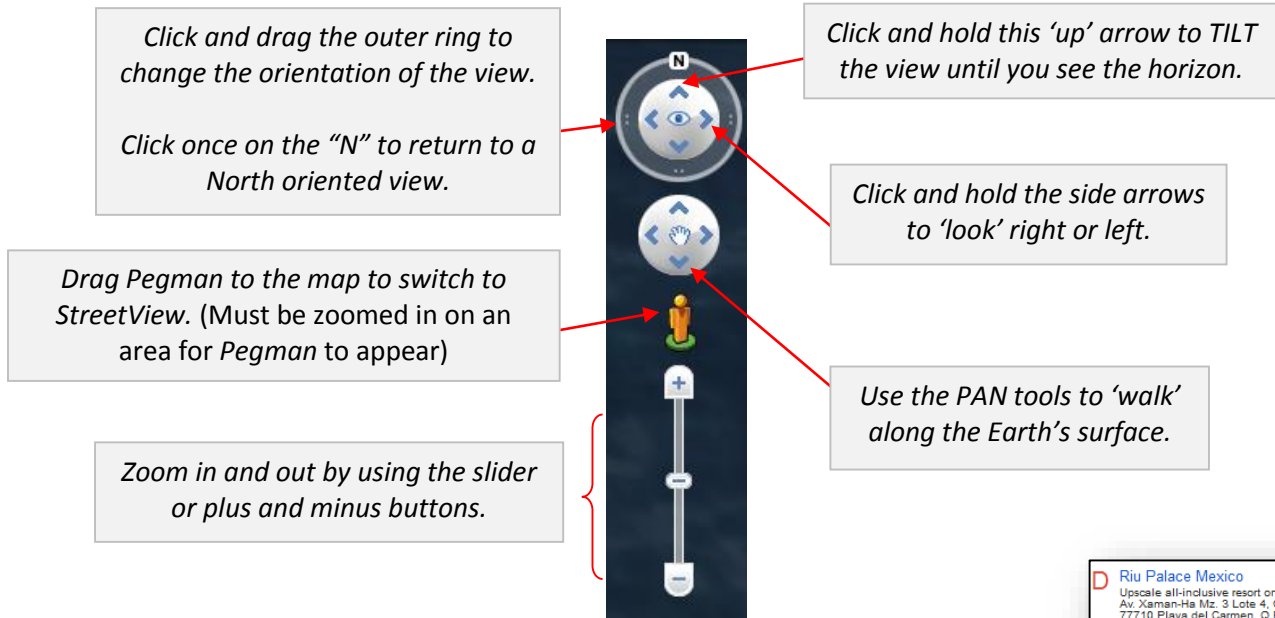 Click and drag the outer ring to
change the orientation of the view.
Click once on the “N” to return to a
North oriented view.
Click and hold this ‘up’ arrow to TILT
the view until you see the horizon.
N
Click and hold the side arrows
to ‘look’ right or left.
Drag Pegman to the map to switch to
StreetView. (Must be zoomed in on an
area for Pegman to appear)
Use the PAN tools to ‘walk’
along the Earth’s surface.
Zoom in and out by using the slider
or plus and minus buttons.
D Riu Palace Mexico
Upscale all-inclusive resort
Av. Xaman-Ha Mz. 3 Lote 4,
77710 Playa del Carmen, Q